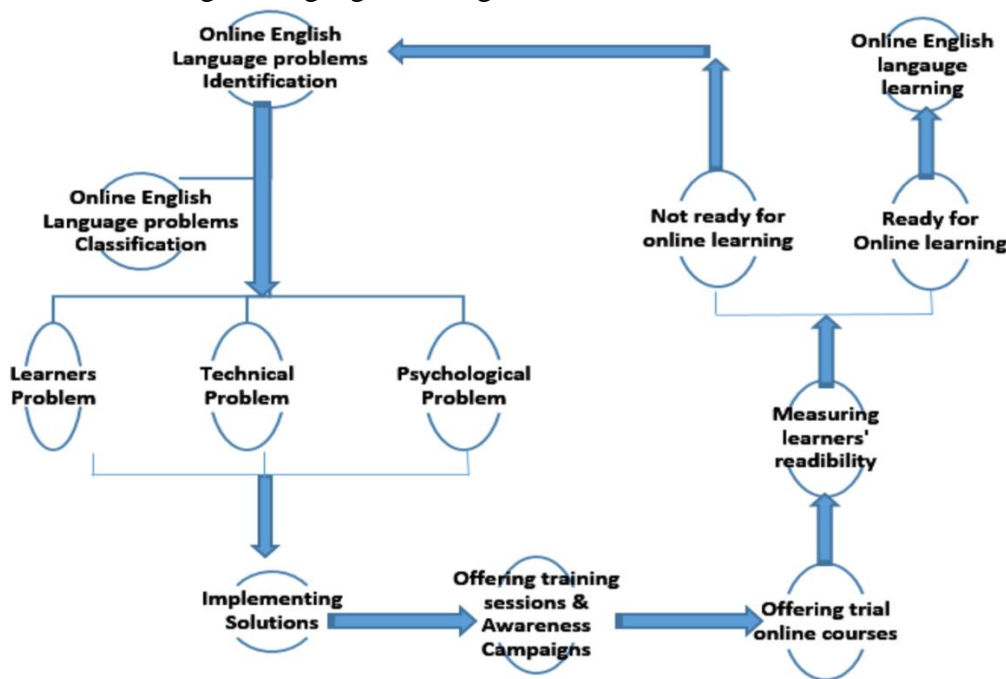 Online English
Language problems
Identification
Online English
langauge
learning
Online English
Language problems
Classification
Not ready for
online learning
Ready for
Online learning
Learners
Problem
Technical
Problem
Psychological
Problem
Measuring
learners'
readibility
Implementing
Solutions
Offering training
sessions &
Awareness
Campaigns
Offering trial
online courses